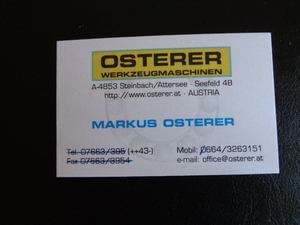 OSTERER
WERKZEUGMASCHINEN
A-4853 Steinbach/Attersee · Seefeld 48
http://www.osterer.at · AUSTRIA
MARKUS OSTERER
Tel. 07663/395 (++43-) Mobil: 0664/3263151
Fax 07663/3954 e-mail: office@osterer.at